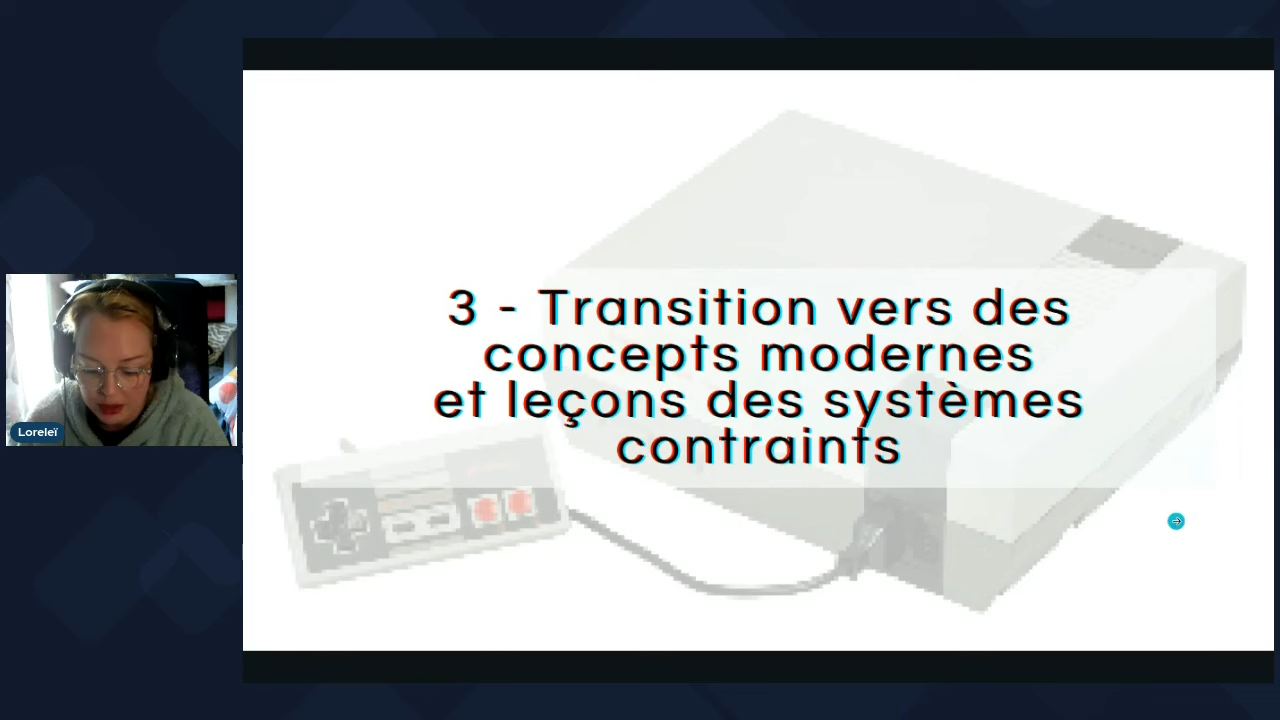 3 - Transition vers des
concepts modernes
et leçons des systèmes
contraints
Loreleï